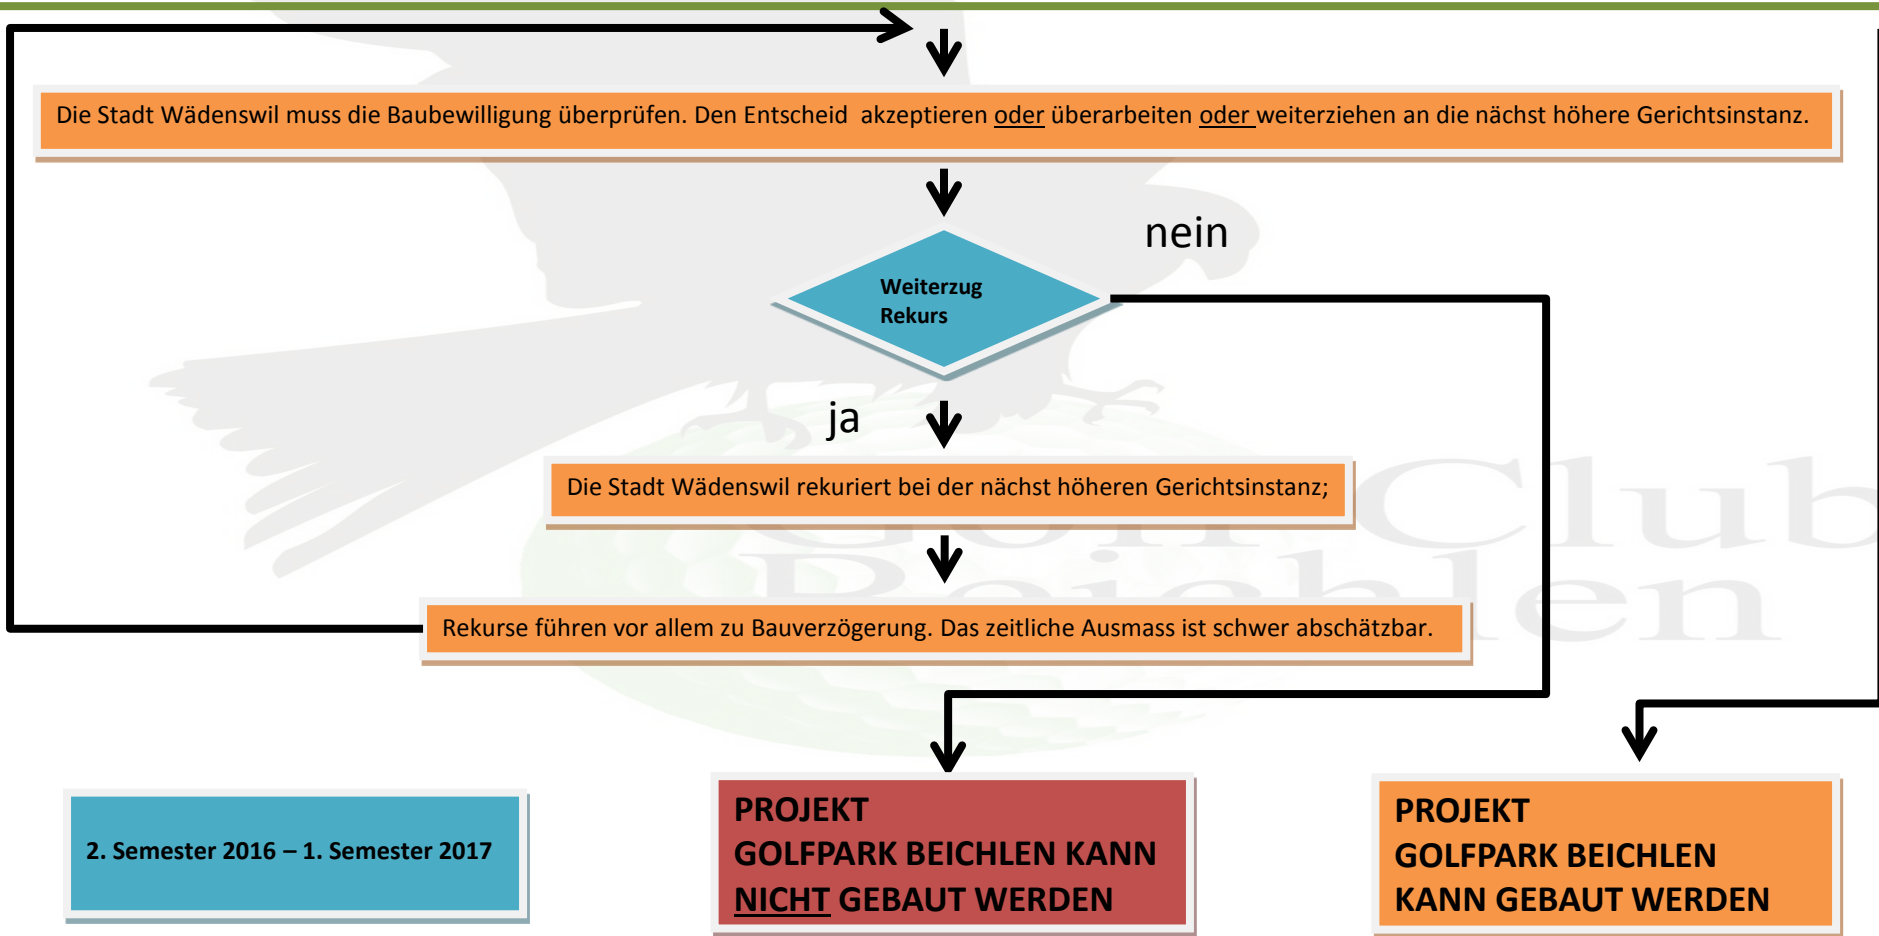 Die Stadt Wädenswil muss die Baubewilligung überprüfen. Den Entscheid akzeptieren oder überarbeiten oder weiterziehen an die nächst höhere Gerichtsinstanz.
nein
Weiterzug
Rekurs
ja
Die Stadt Wädenswil rekuriert bei der nächst höheren Gerichtsinstanz;
Golf Club
Beichlen
Rekurse führen vor allem zu Bauverzögerung. Das zeitliche Ausmass ist schwer abschätzbar.
2. Semester 2016 – 1. Semester 2017
PROJEKT
GOLFPARK BEICHLEN KANN
NICHT GEBAUT WERDEN
PROJEKT
GOLFPARK BEICHLEN
KANN GEBAUT WERDEN